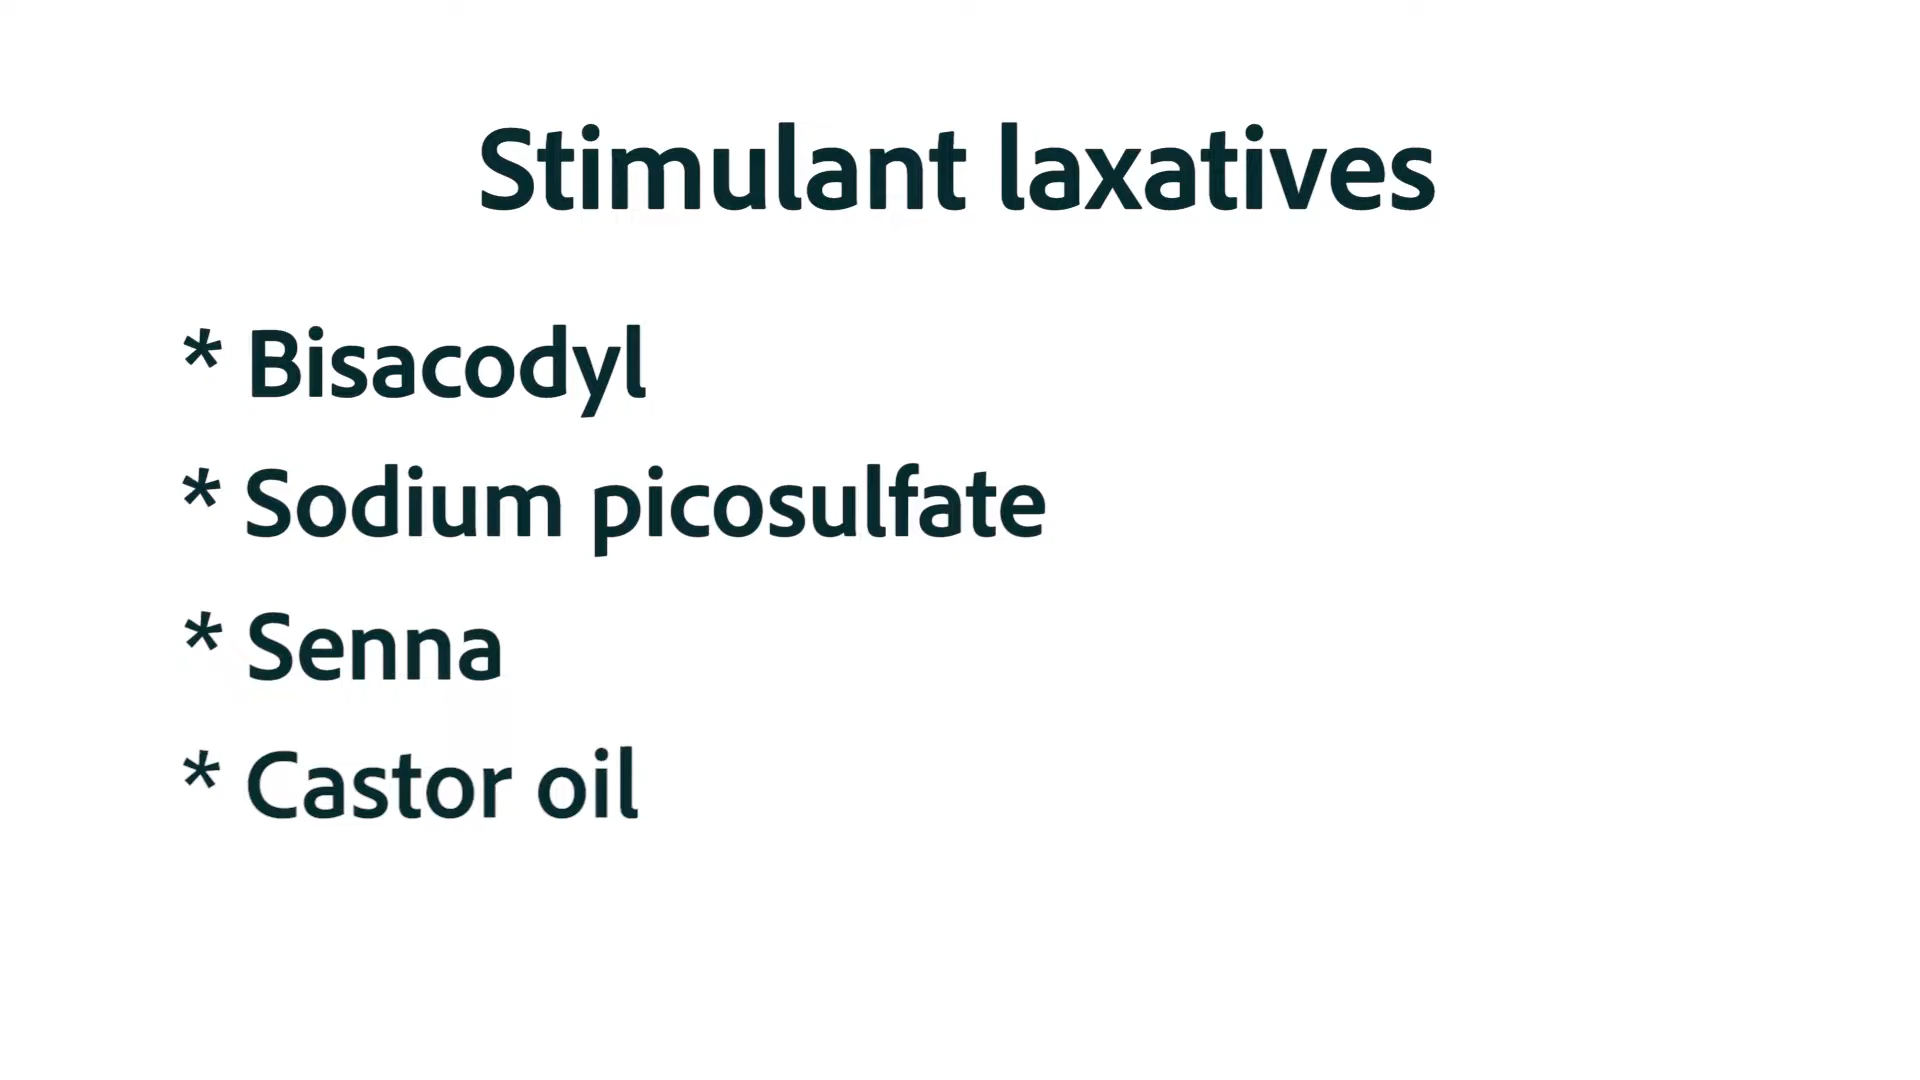 Stimulant laxatives
* Bisacodyl
* Sodium picosulfate
* Senna
* Castor oil